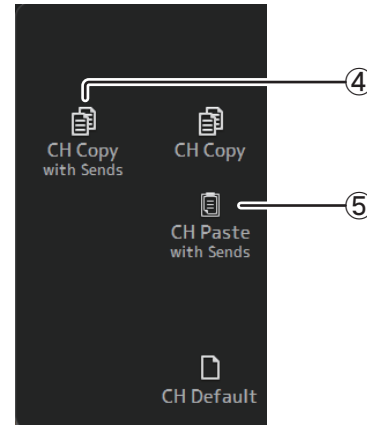 ④
CH Copy
with Sends
CH Copy
⑤
CH Paste
with Sends
CH Default